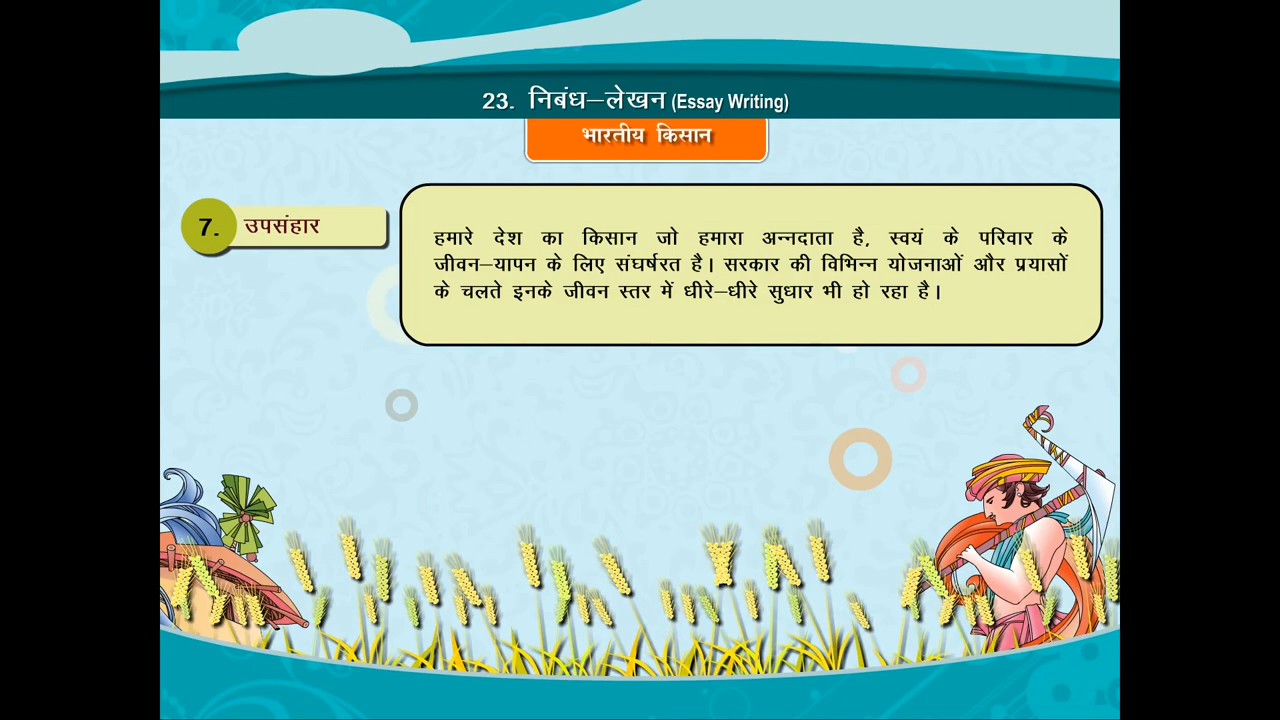 23. निबंध–लेखन (Essay Writing)
भारतीय किसान
7. उपसंहार
हमारे देश का किसान जो हमारा अन्नदाता है, स्वयं के परिवार के
जीवन–यापन के लिए संघर्षरत है। सरकार की विभिन्न योजनाओं और प्रयासों
के चलते इनके जीवन स्तर में धीरे–धीरे सुधार भी हो रहा है।